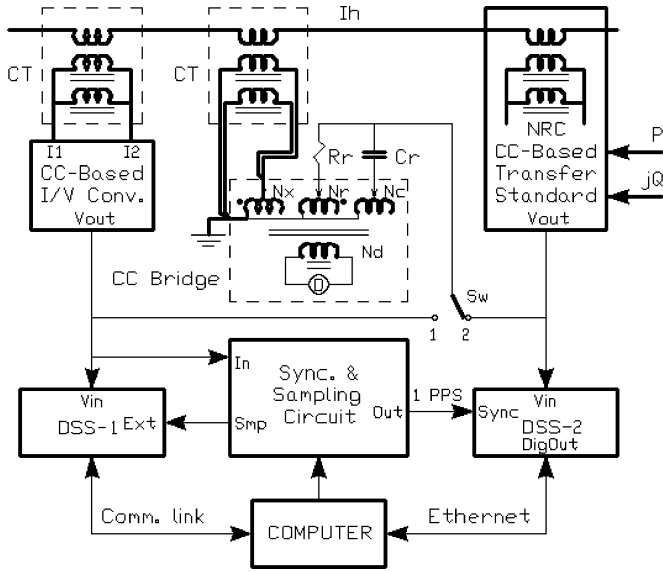 Ih
CT
CT
NRC
CC-Based
Transfer
Standard
Vout
P
jQ
I1 I2
CC-Based
I/V Conv.
Vout
Rr
Cr
Nx
Nr
Nc
Nd
D
CC Bridge
Sw
1 2
In
Sync. &
Sampling
Circuit
Smp
Out
1 PPS
Vin
DSS-1
Ext
Vin
Sync
DSS-2
DigOut
Comm. link
COMPUTER
Ethernet